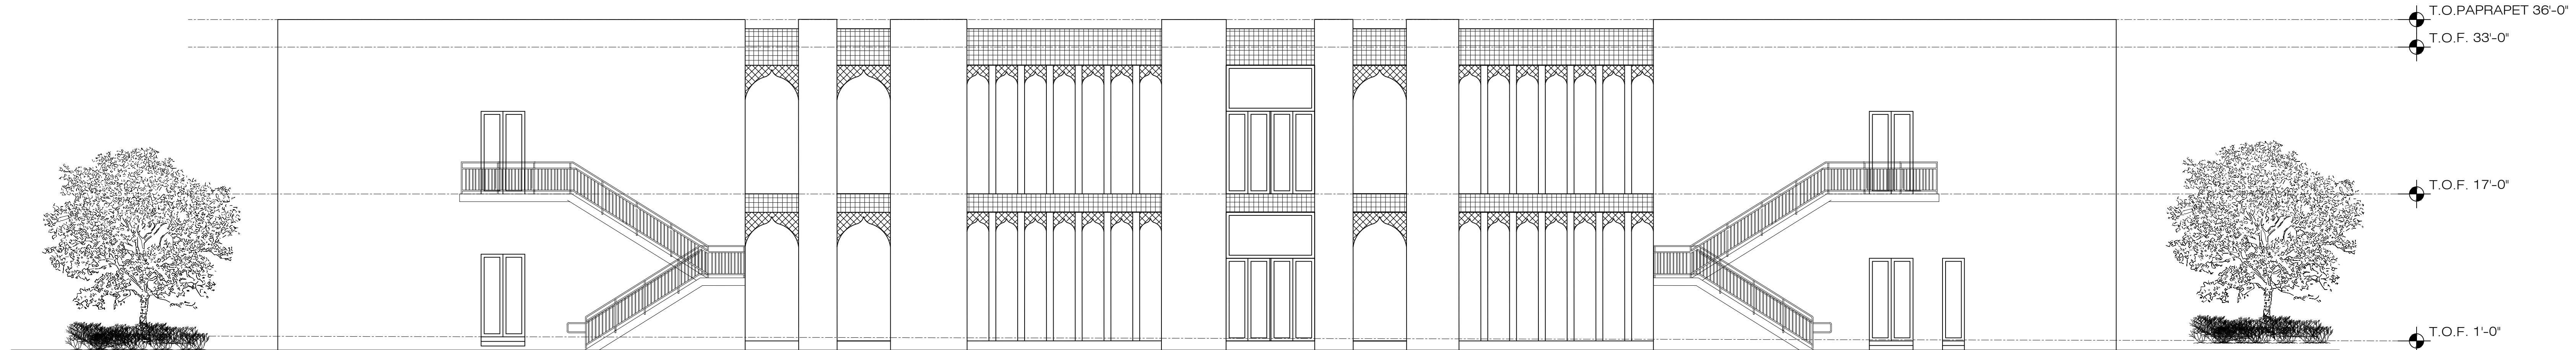 T.O.PAPRAPET 36'-0"
T.O.F. 33'-0"
T.O.F. 17'-0"
T.O.F. 1'-0"